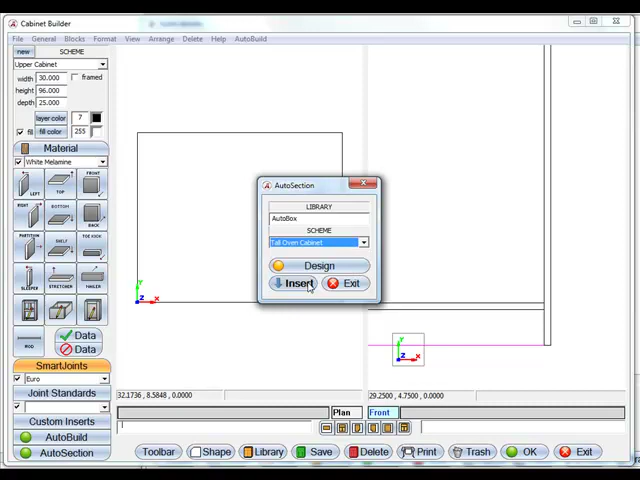 Cabinet Builder
File General Blocks Format View Arrange Delete Help AutoBuild
new SCHEME
Upper Cabinet
width 30.000 framed
height 96.000
depth 25.000
layer color 7
fill fill color 255
Material
White Melamine
LEFT TOP FRONT
RIGHT BOTTOM BACK
PARTITION SHELF TOE KICK
SLEEPER STRETCHER NAILER
ROD
Data
Data
SmartJoints
Euro
Joint Standards
Custom Inserts
AutoBuild
AutoSection
AutoSection
LIBRARY
AutoBox
SCHEME
Tall Oven Cabinet
Design
Insert Exit
Y
Z X
Y
Z X
32.1736, 8.5848, 0.0000
29.2500, 4.7500, 0.0000
Plan Front
Toolbar Shape Library Save Delete Print Trash OK Exit